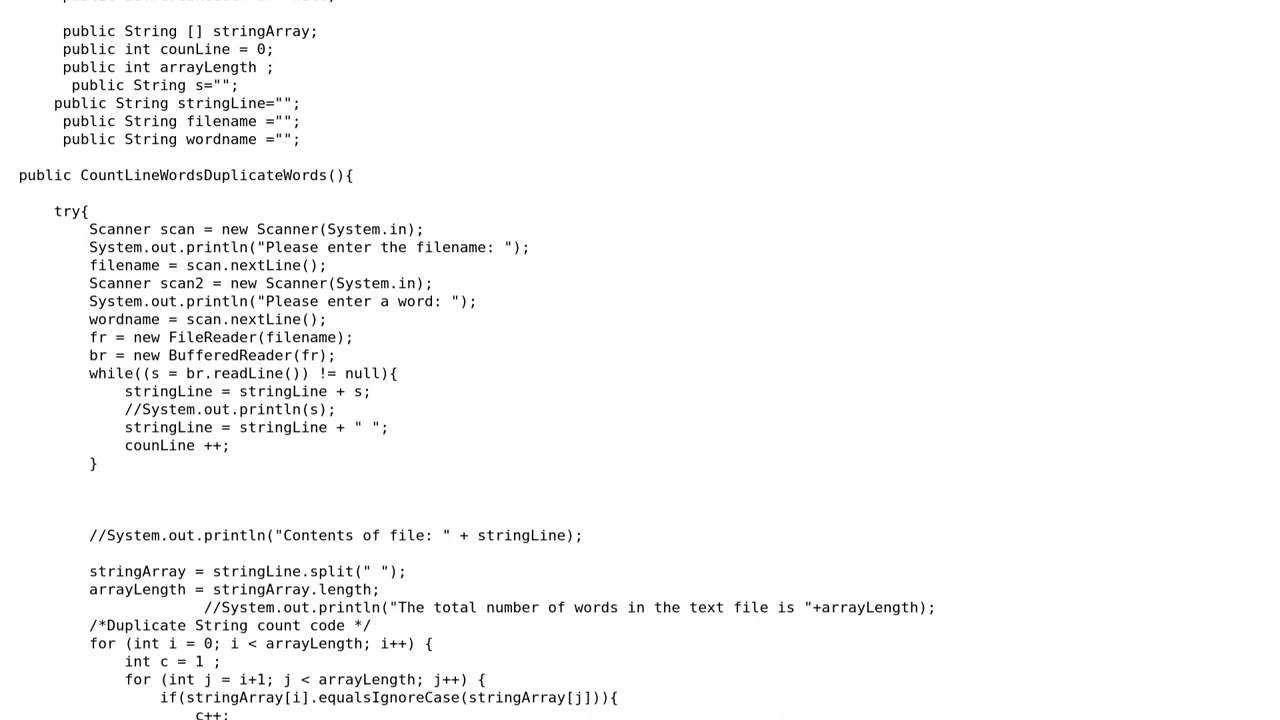 public String [] stringArray;
public int counLine = 0;
public int arrayLength ;
public String s="";
public String stringLine="";
public String filename ="";
public String wordname ="";
public CountLineWordsDuplicateWords(){
try{
Scanner scan = new Scanner(System.in);
System.out.println("Please enter the filename: ");
filename = scan.nextLine();
Scanner scan2 = new Scanner(System.in);
System.out.println("Please enter a word: ");
wordname = scan.nextLine();
fr = new FileReader(filename);
br = new BufferedReader(fr);
while((s = br.readLine()) != null){
stringLine = stringLine + s;
//System.out.println(s);
stringLine = stringLine + " ";
counLine ++;
}
//System.out.println("Contents of file: " + stringLine);
stringArray = stringLine.split(" ");
arrayLength = stringArray.length;
//System.out.println("The total number of words in the text file is "+arrayLength);
/*Duplicate String count code */
for (int i = 0; i < arrayLength; i++) {
int c = 1 ;
for (int j = i+1; j < arrayLength; j++) {
if(stringArray[i].equalsIgnoreCase(stringArray[j])){
c++;